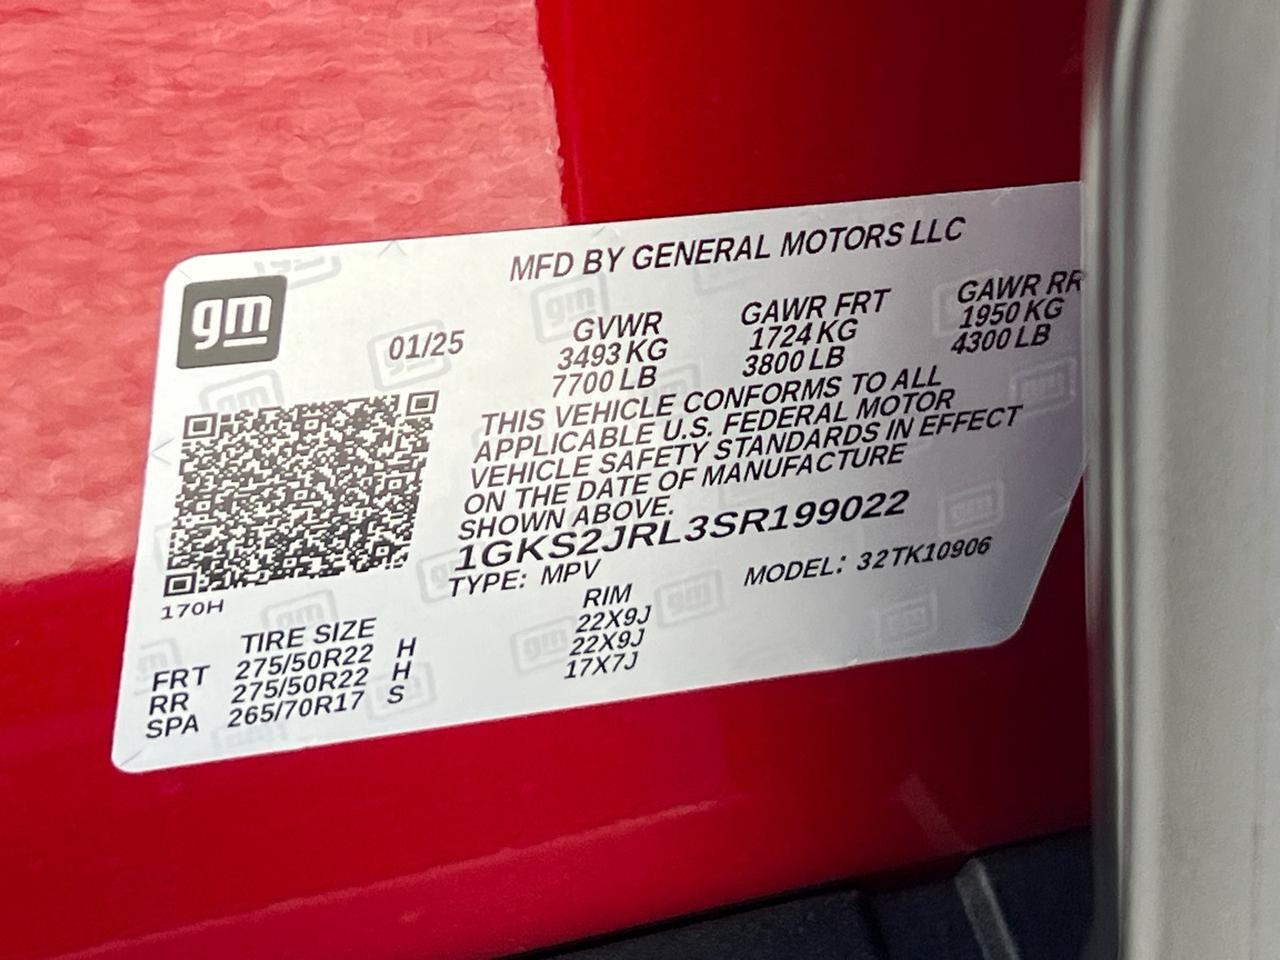 MFD BY GENERAL MOTORS LLC
gm
01/25
GVWR GAWR FRT GAWR RR
3493 KG 1724 KG 1950 KG
7700 LB 3800 LB 4300 LB
THIS VEHICLE CONFORMS TO ALL
APPLICABLE U.S. FEDERAL MOTOR
VEHICLE SAFETY STANDARDS IN EFFECT
ON THE DATE OF MANUFACTURE
SHOWN ABOVE.
1GKS2JRL3SR199022
TYPE: MPV MODEL: 32TK10906
170H
TIRE SIZE RIM
FRT 275/50R22 H 22X9J
RR 275/50R22 H 22X9J
SPA 265/70R17 S 17X7J